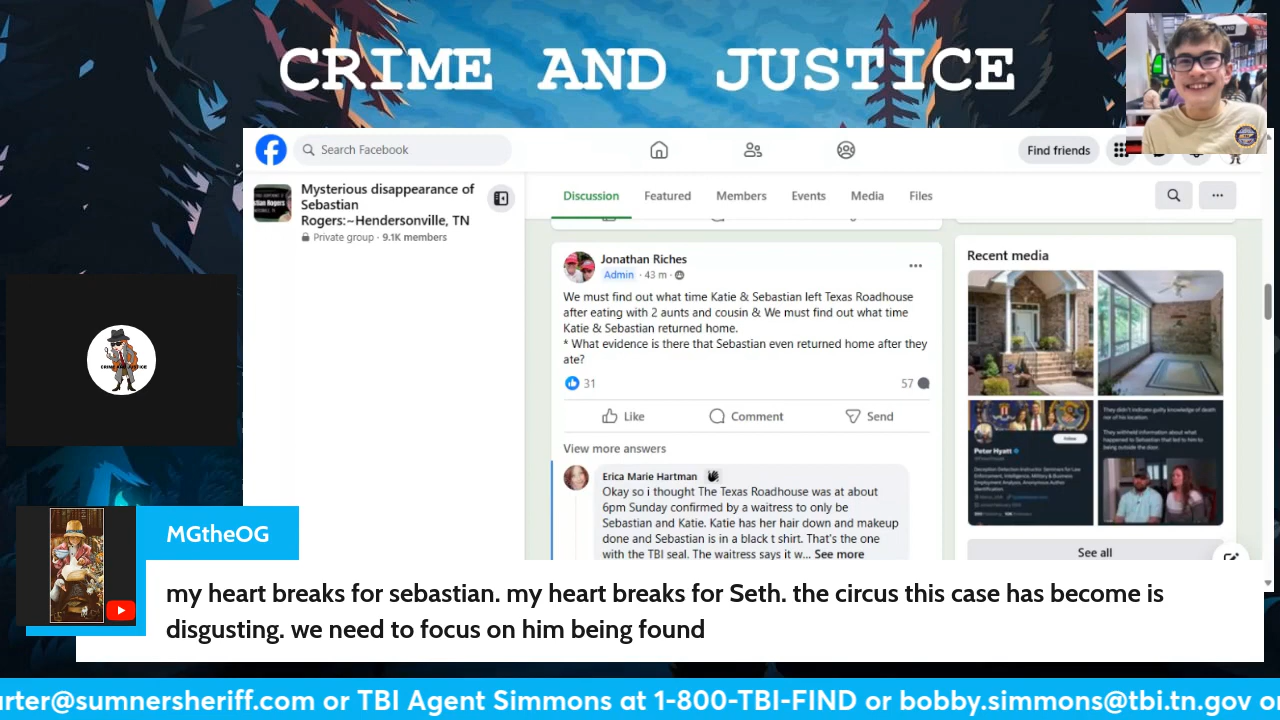 CRIME AND JUSTICE
Search Facebook
Find friends
Mysterious disappearance of
Sebastian
Rogers:~Hendersonville, TN
Private group · 9.1K members
Discussion
Featured
Members
Events
Media
Files
Jonathan Riches
Admin · 43 m ·
We must find out what time Katie & Sebastian left Texas Roadhouse
after eating with 2 aunts and cousin & We must find out what time
Katie & Sebastian returned home.
* What evidence is there that Sebastian even returned home after they
ate?
31
57
Like
Comment
Send
View more answers
Erica Marie Hartman
Okay so i thought The Texas Roadhouse was at about
6pm Sunday confirmed by a waitress to only be
Sebastian and Katie. Katie has her hair down and makeup
done and Sebastian is in a black t shirt. That's the one
with the TBI seal. The waitress says it w... See more
Recent media
Peter Hyatt
Follow
They didn't indicate guilty knowledge of death
nor of his location.
They withheld information about what
happened to Sebastian that led to him to
being outside the door.
See all
CRIME AND JUSTICE
MGtheOG
my heart breaks for sebastian. my heart breaks for Seth. the circus this case has become is
disgusting. we need to focus on him being found
arter@sumnersheriff.com or TBI Agent Simmons at 1-800-TBI-FIND or bobby.simmons@tbi.tn.gov o